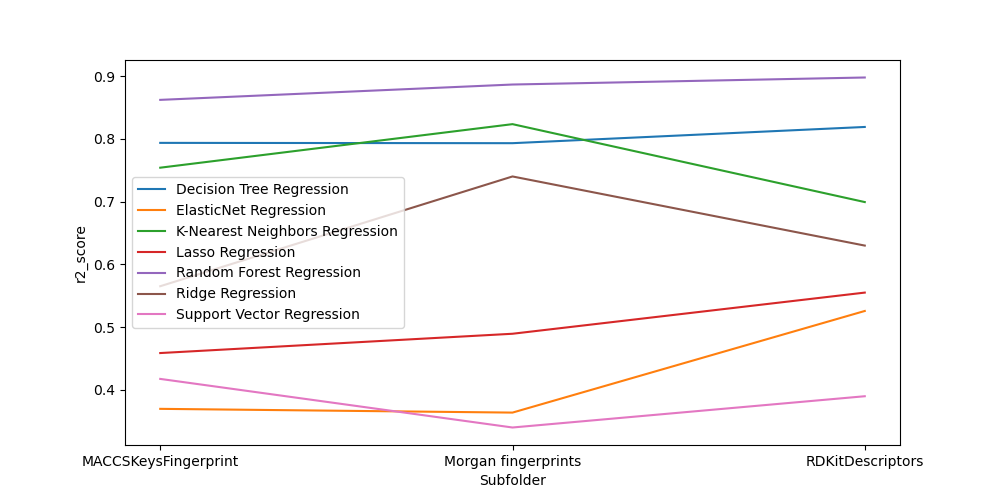 0.9
0.8
0.7
0.6
0.5
0.4
r2_score
Decision Tree Regression
ElasticNet Regression
K-Nearest Neighbors Regression
Lasso Regression
Random Forest Regression
Ridge Regression
Support Vector Regression
MACCSKeysFingerprint
Morgan fingerprints
RDKitDescriptors
Subfolder